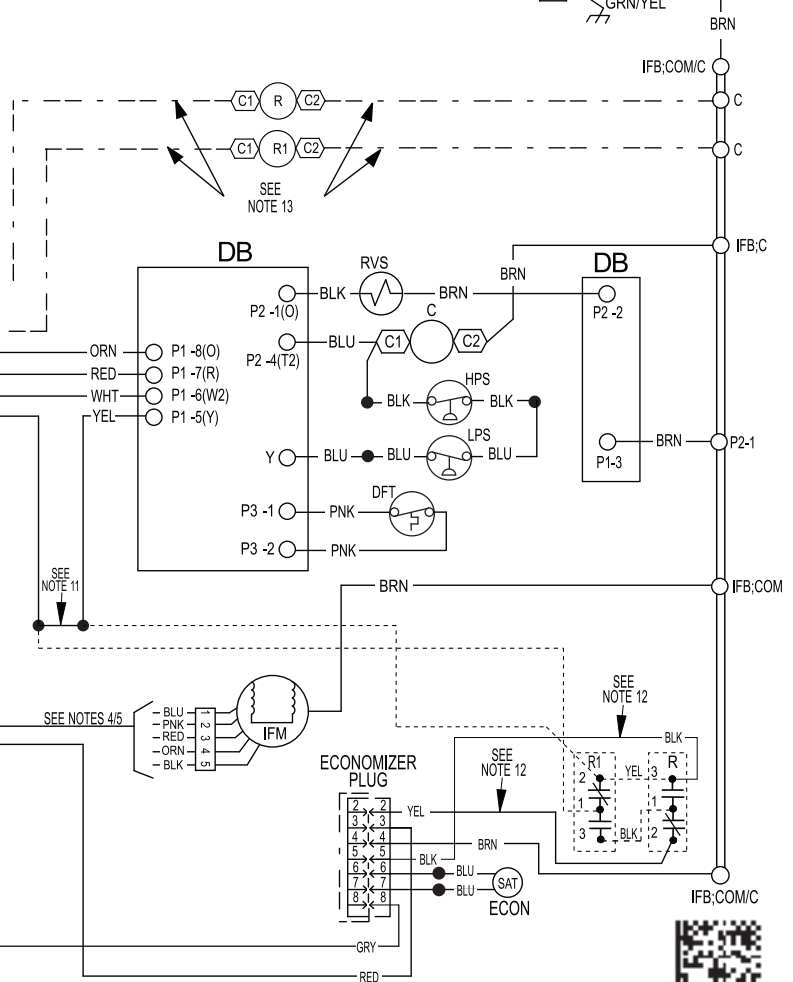 GRN/YEL
BRN
IFB;COM/C
C1 R C2
C
C1 R1 C2
C
SEE
NOTE 13
DB
RVS
BRN
IFB;C
DB
P2 -1(O)
BLK
BRN
P2 -2
C
P2 -4(T2)
BLU
C1
C2
ORN
P1 -8(O)
RED
P1 -7(R)
WHT
P1 -6(W2)
YEL
P1 -5(Y)
HPS
BLK
BLK
LPS
Y
BLU
BLU
BLU
P1-3
BRN
P2-1
DFT
P3 -1
PNK
P3 -2
PNK
SEE
NOTE 11
BRN
IFB;COM
SEE NOTES 4/5
BLU 1
PNK 2
RED 3
ORN 4
BLK 5
IFM
SEE
NOTE 12
BLK
ECONOMIZER
PLUG
SEE
NOTE 12
R1
R
2
YEL
3
1
1
3
BLK
2
2 2
YEL
3 3
4 4
BRN
5 5
BLK
6 6
BLU
7 7
BLU
8 8
SAT
ECON
IFB;COM/C
GRY
RED